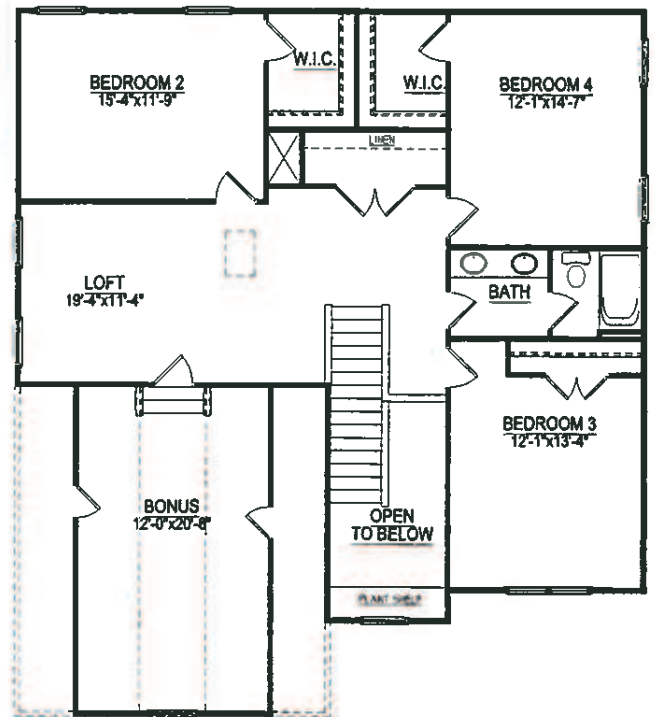 W.I.C.
BEDROOM 2
15'-4"x11'-9"
W.I.C.
BEDROOM 4
12'-1"x14'-7"
LINEN
LOFT
19'-4"x11'-4"
BATH
BEDROOM 3
12'-1"x13'-4"
BONUS
12'-0"x20'-8"
OPEN
TO BELOW
PLANT SHELF